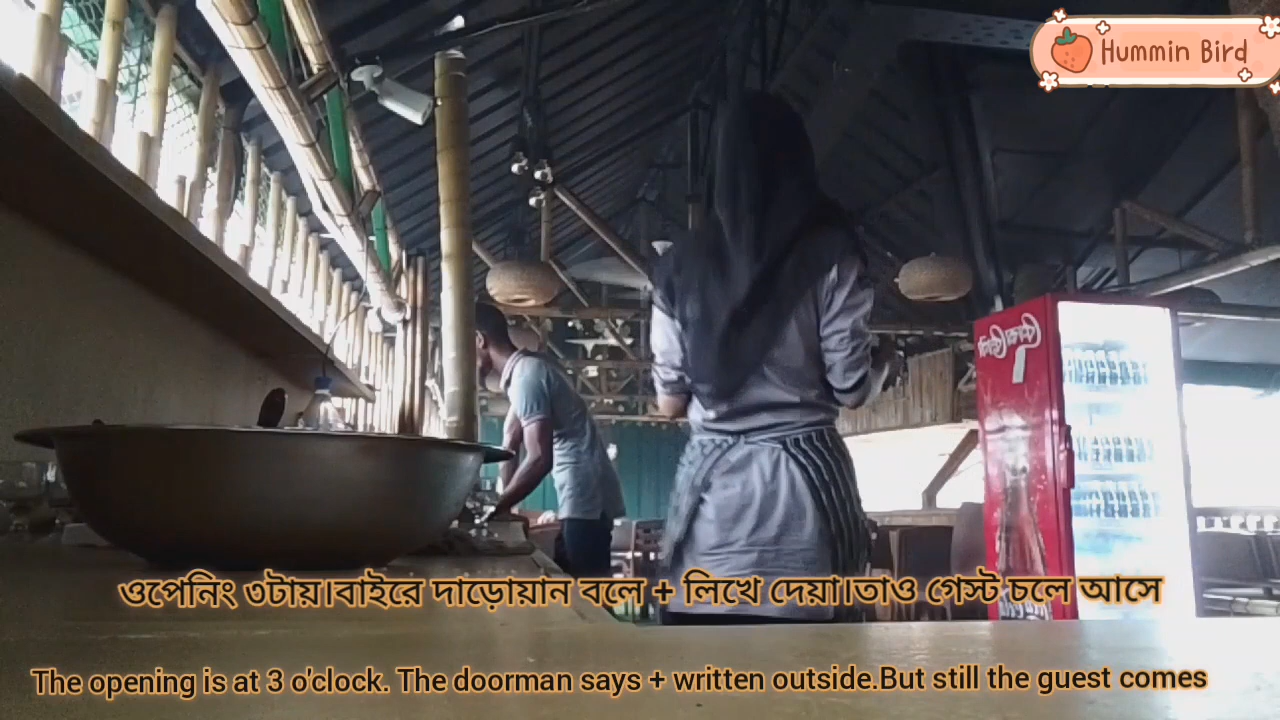 Hummin Bird
কোকা-কোলা
ওপেনিং ৩টায়।বাইরে দাড়োয়ান বলে + লিখে দেয়া।তাও গেস্ট চলে আসে
The opening is at 3 o'clock. The doorman says + written outside.But still the guest comes